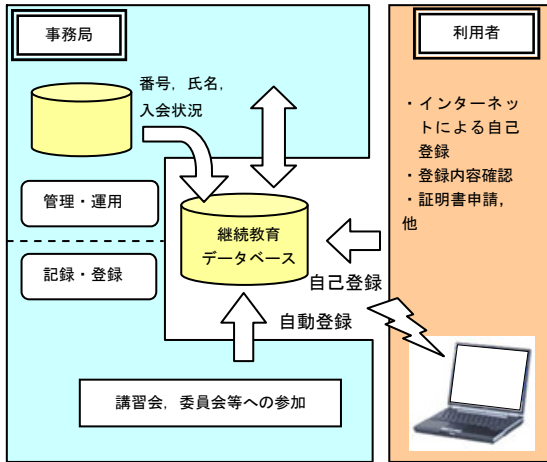 事務局
番号，氏名，
入会状況
管理・運用
記録・登録
継続教育
データベース
自己登録
自動登録
講習会，委員会等への参加
利用者
・インターネッ
トによる自己
登録
・登録内容確認
・証明書申請，
他